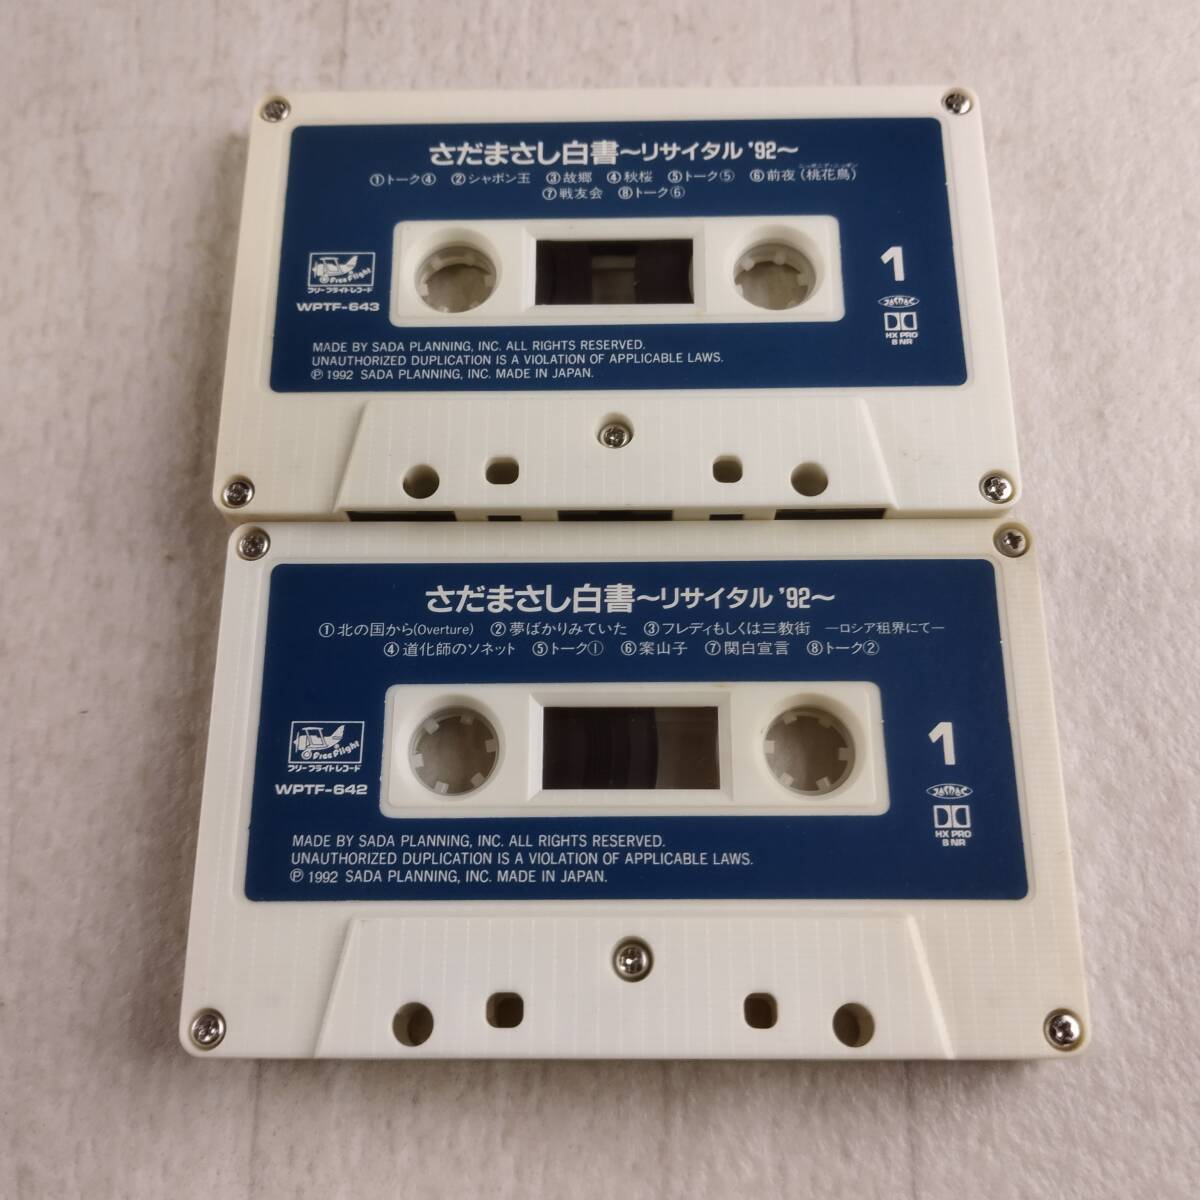 さだまさし白書〜リサイタル '92〜
①トーク④ ②シャボン玉 ③故郷 ④秋桜 ⑤トーク⑤ ⑥前夜(桃花鳥)
⑦戦友会 ⑧トーク⑥
1
Free Flight
フリーフライトレコード
WPTF-643
JASRAC
HX PRO
B NR
MADE BY SADA PLANNING, INC. ALL RIGHTS RESERVED.
UNAUTHORIZED DUPLICATION IS A VIOLATION OF APPLICABLE LAWS.
Ⓟ 1992 SADA PLANNING, INC. MADE IN JAPAN.
さだまさし白書〜リサイタル '92〜
①北の国から(Overture) ②夢ばかりみていた ③フレディもしくは三教街 —ロシア租界にて—
④道化師のソネット ⑤トーク① ⑥案山子 ⑦関白宣言 ⑧トーク②
1
Free Flight
フリーフライトレコード
WPTF-642
JASRAC
HX PRO
B NR
MADE BY SADA PLANNING, INC. ALL RIGHTS RESERVED.
UNAUTHORIZED DUPLICATION IS A VIOLATION OF APPLICABLE LAWS.
Ⓟ 1992 SADA PLANNING, INC. MADE IN JAPAN.